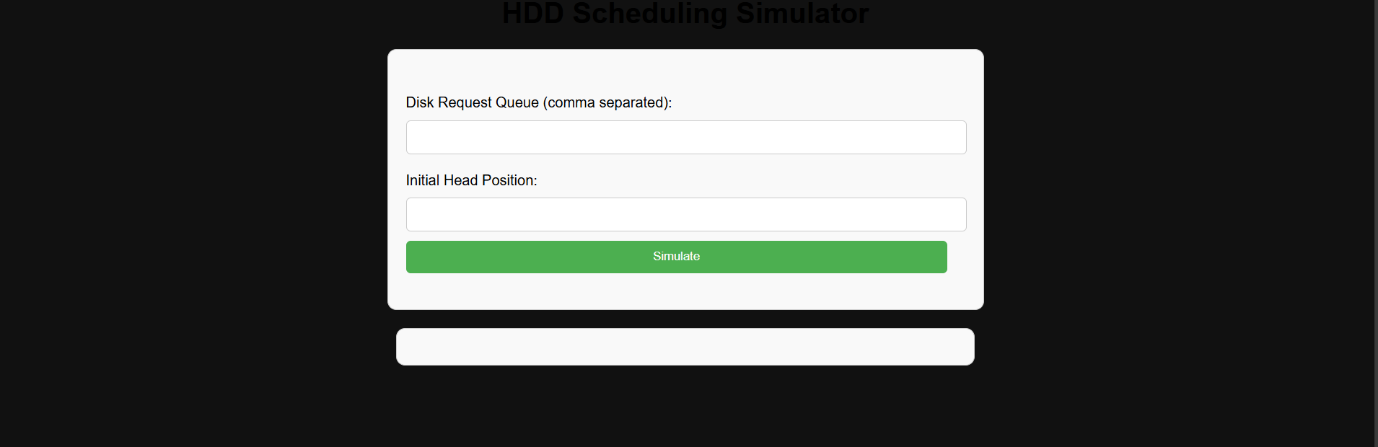 HDD Scheduling Simulator
Disk Request Queue (comma separated):
Initial Head Position:
Simulate